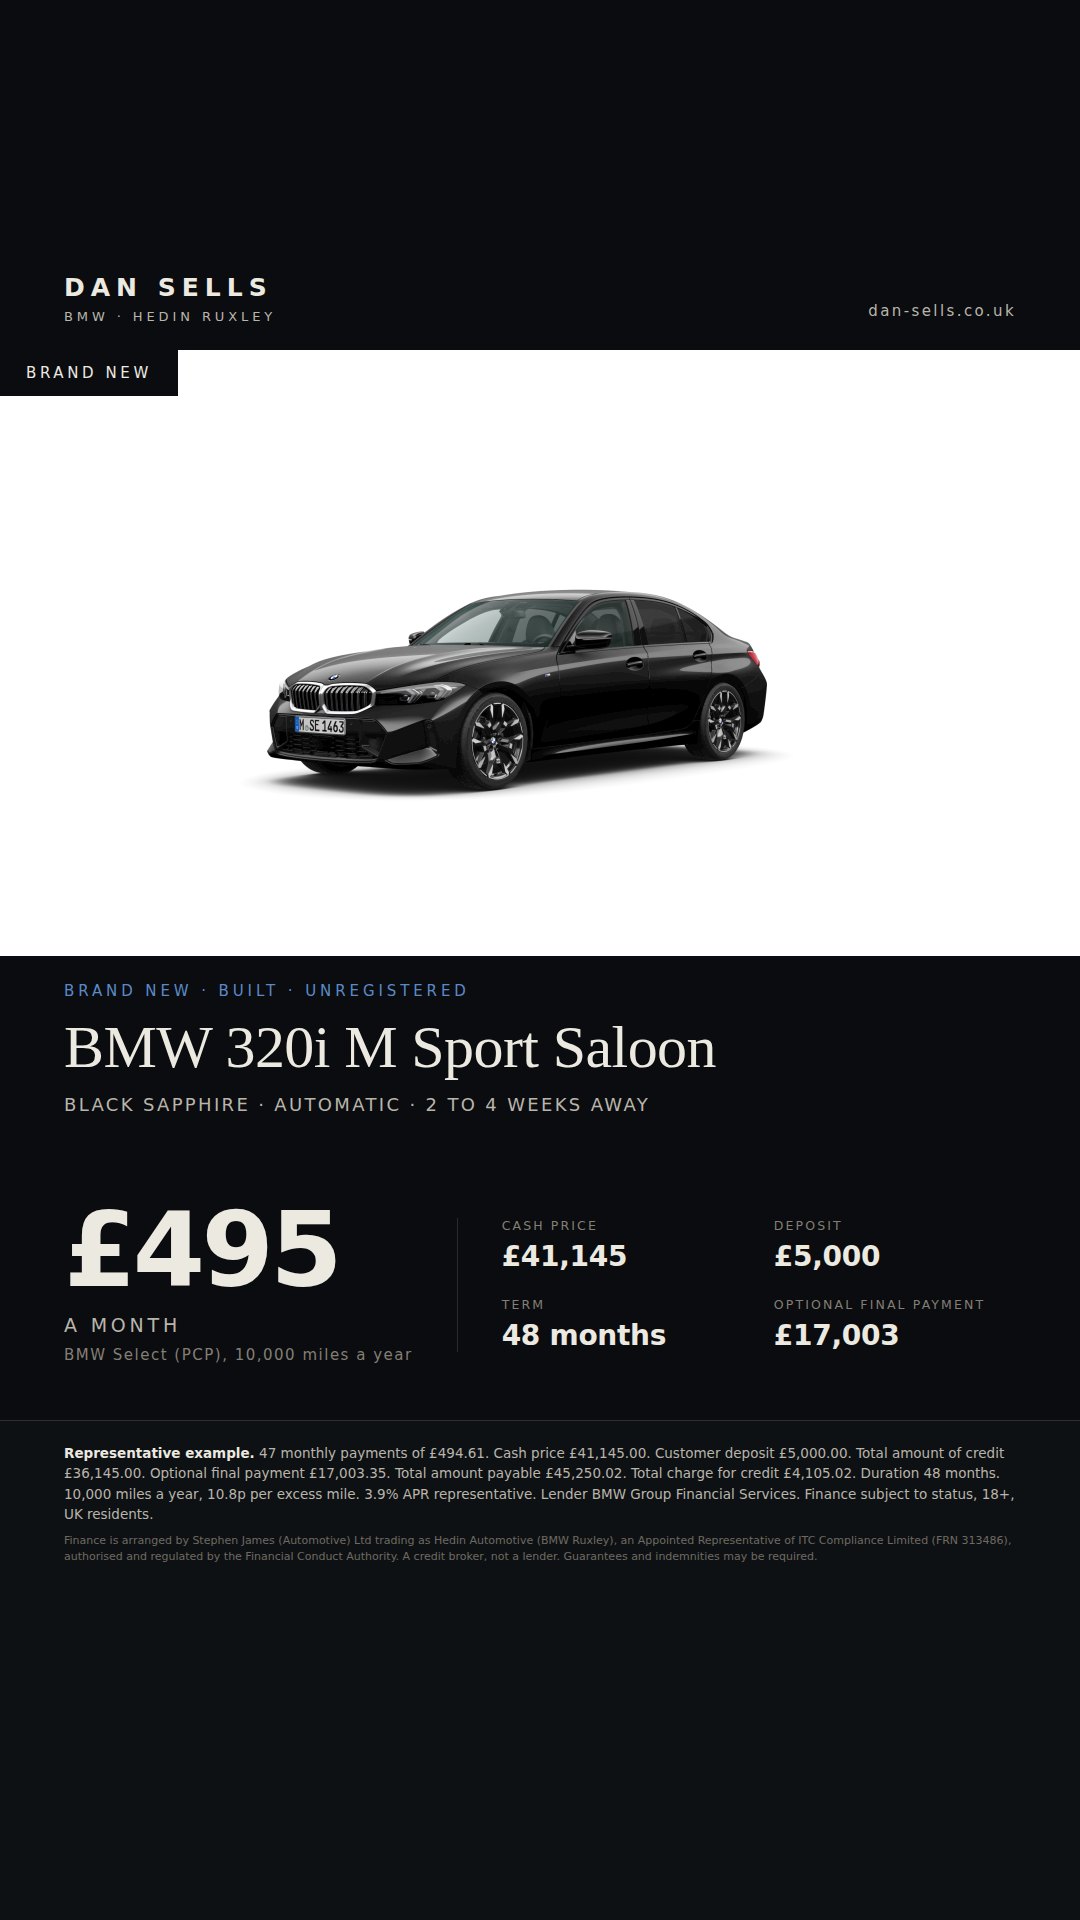 DAN SELLS
BMW · HEDIN RUXLEY
dan-sells.co.uk
BRAND NEW
M SE 1463
BRAND NEW · BUILT · UNREGISTERED
BMW 320i M Sport Saloon
BLACK SAPPHIRE · AUTOMATIC · 2 TO 4 WEEKS AWAY
£495
A MONTH
BMW Select (PCP), 10,000 miles a year
CASH PRICE
£41,145
DEPOSIT
£5,000
TERM
48 months
OPTIONAL FINAL PAYMENT
£17,003
Representative example. 47 monthly payments of £494.61. Cash price £41,145.00. Customer deposit £5,000.00. Total amount of credit
£36,145.00. Optional final payment £17,003.35. Total amount payable £45,250.02. Total charge for credit £4,105.02. Duration 48 months.
10,000 miles a year, 10.8p per excess mile. 3.9% APR representative. Lender BMW Group Financial Services. Finance subject to status, 18+,
UK residents.
Finance is arranged by Stephen James (Automotive) Ltd trading as Hedin Automotive (BMW Ruxley), an Appointed Representative of ITC Compliance Limited (FRN 313486),
authorised and regulated by the Financial Conduct Authority. A credit broker, not a lender. Guarantees and indemnities may be required.